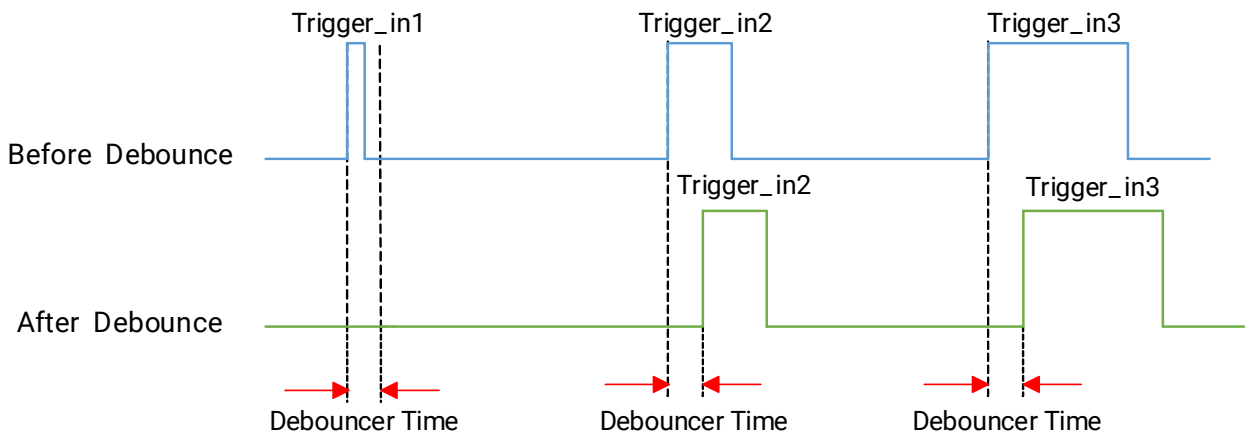 Trigger_in1
Trigger_in2
Trigger_in3
Before Debounce
Trigger_in2
Trigger_in3
After Debounce
Debouncer Time
Debouncer Time
Debouncer Time